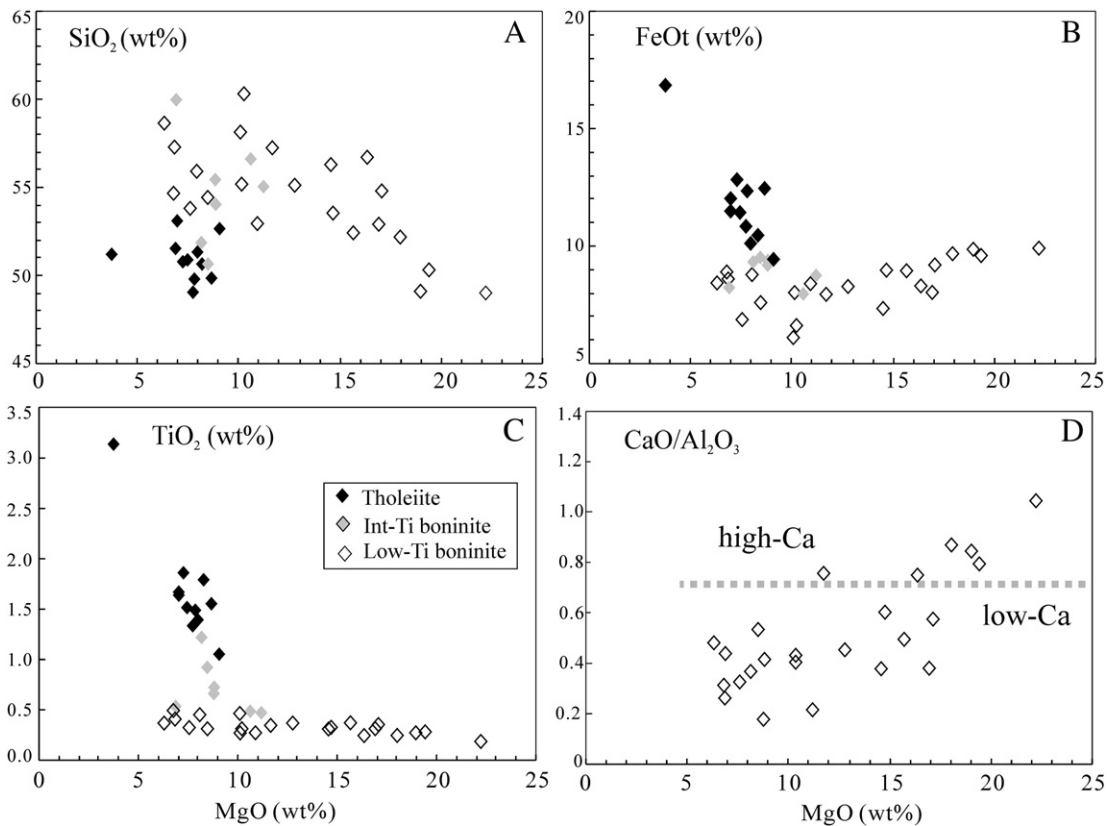 65
60
55
50
45
SiO₂ (wt%)
A
0 5 10 15 20 25
20
15
10
5
FeOt (wt%)
B
0 5 10 15 20 25
3.5
3.0
2.5
2.0
1.5
1.0
0.5
0.0
TiO₂ (wt%)
C
Tholeiite
Int-Ti boninite
Low-Ti boninite
0 5 10 15 20 25
MgO (wt%)
1.4
1.2
1.0
0.8
0.6
0.4
0.2
0
CaO/Al₂O₃
D
high-Ca
low-Ca
0 5 10 15 20 25
MgO (wt%)